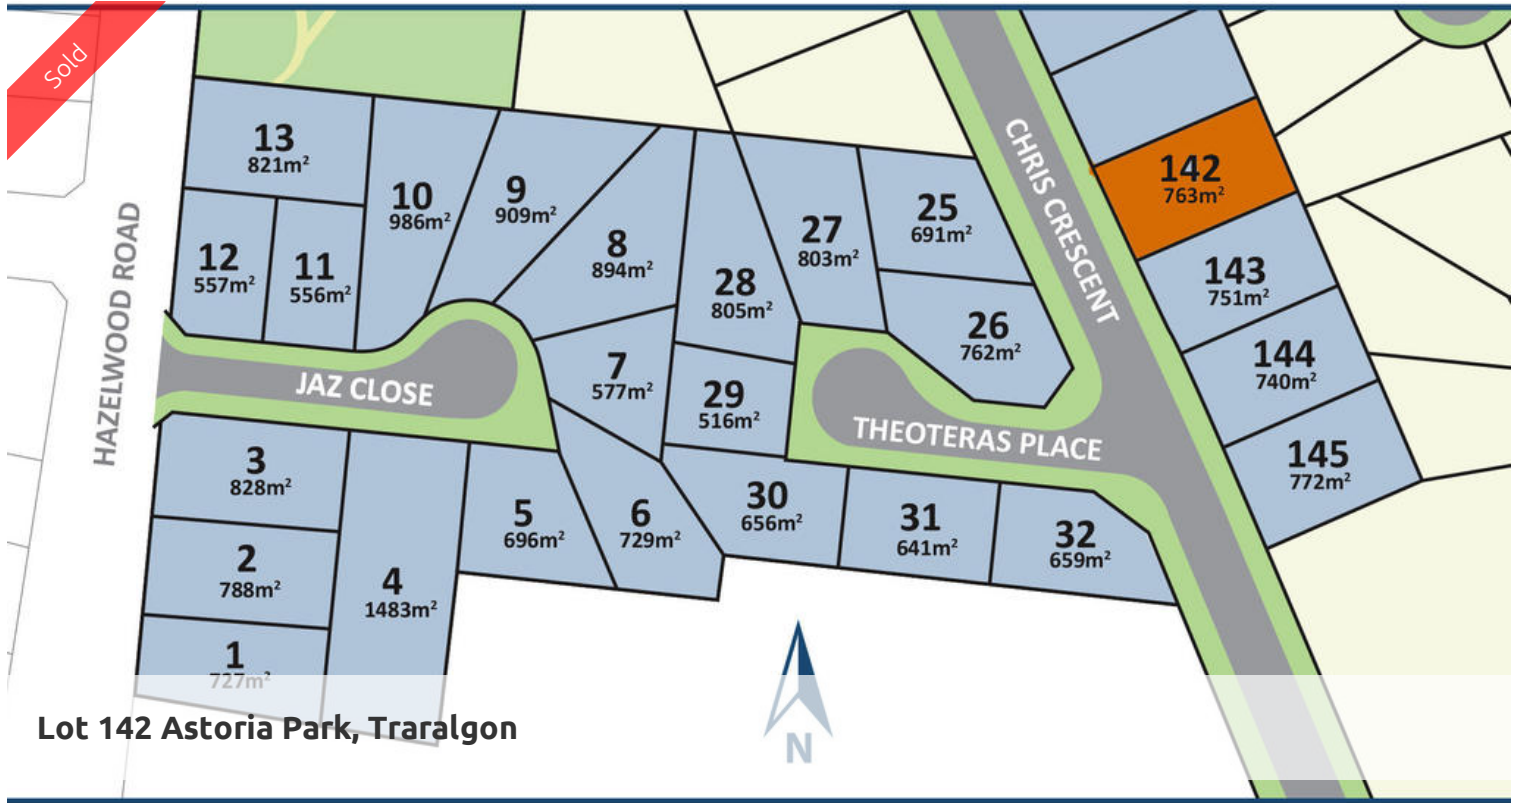 Sold
13
821m²
10
986m²
9
909m²
8
894m²
12
557m²
11
556m²
28
805m²
27
803m²
25
691m²
26
762m²
142
763m²
143
751m²
144
740m²
145
772m²
CHRIS CRESCENT
HAZELWOOD ROAD
JAZ CLOSE
7
577m²
29
516m²
THEOTERAS PLACE
3
828m²
2
788m²
1
727m²
4
1483m²
5
696m²
6
729m²
30
656m²
31
641m²
32
659m²
Lot 142 Astoria Park, Traralgon
N